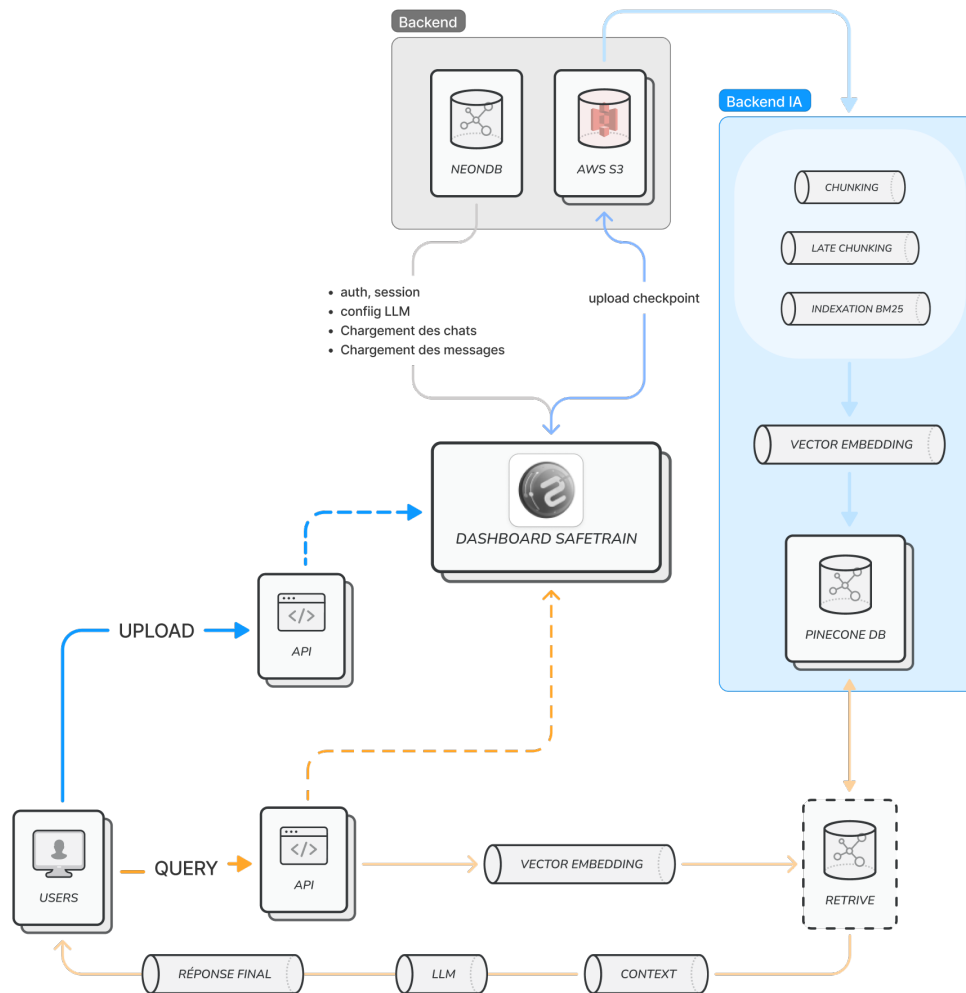 Backend
NEONDB
AWS S3
Backend IA
CHUNKING
LATE CHUNKING
INDEXATION BM25
auth, session
confiig LLM
Chargement des chats
Chargement des messages
upload checkpoint
VECTOR EMBEDDING
DASHBOARD SAFETRAIN
PINECONE DB
UPLOAD
API
USERS
QUERY
API
VECTOR EMBEDDING
RETRIVE
RÉPONSE FINAL
LLM
CONTEXT